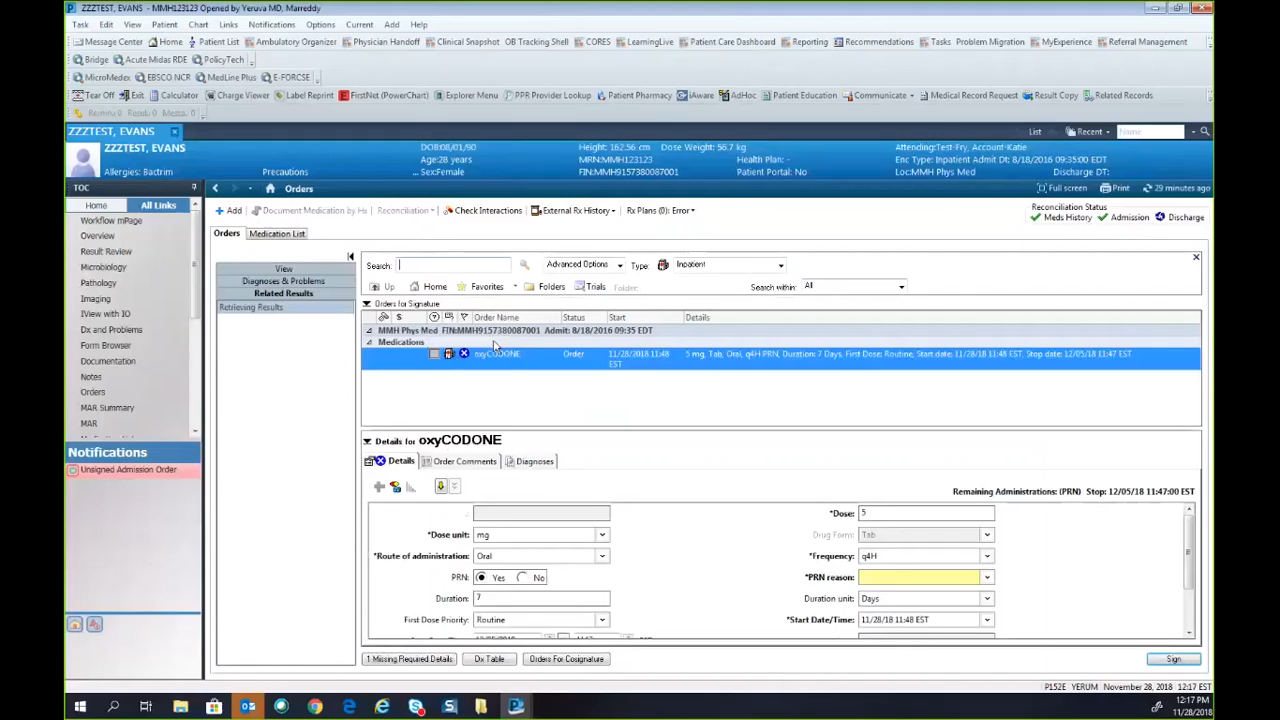 ZZZTEST, EVANS - MMH123123 Opened by Yeruva MD, Marreddy
Task Edit View Patient Chart Links Notifications Options Current Add Help
Message Center Home Patient List Ambulatory Organizer Physician Handoff Clinical Snapshot OB Tracking Shell CORES LearningLive Patient Care Dashboard Reporting Recommendations Tasks Problem Migration MyExperience Referral Management
Bridge Acute Midas RDE PolicyTech
MicroMedex EBSCO NCR MedLine Plus E-FORCSE
Tear Off Exit Calculator Charge Viewer Label Reprint FirstNet (PowerChart) Explorer Menu PPR Provider Lookup Patient Pharmacy iAware AdHoc Patient Education Communicate Medical Record Request Result Copy Related Records
ZZZTEST, EVANS List Recent Name
ZZZTEST, EVANS DOB:08/01/90 Height: 162.56 cm Dose Weight: 56.7 kg Attending:Test-Fry, Account-Katie
Age:28 years MRN:MMH123123 Health Plan: - Enc Type: Inpatient Admit Dt: 8/18/2016 09:35:00 EDT
Allergies: Bactrim Precautions ... Sex:Female FIN:MMH9157380087001 Patient Portal: No Loc:MMH Phys Med Discharge DT:
TOC Orders Full screen Print 29 minutes ago
Home All Links
Add Document Medication by Hx Reconciliation Check Interactions External Rx History Rx Plans (0): Error
Reconciliation Status
Meds History Admission Discharge
Workflow mPage
Overview
Result Review
Microbiology
Pathology
Imaging
IView with IO
Dx and Problems
Burn Forms
Documentation
Notes
Orders
MAR Summary
MAR
Notifications
Unsigned Admission Order
Orders Medication List
View
Diagnoses & Problems
Related Results
Retrieving Results
Search: Advanced Options Type: Inpatient
Up Home Favorites Folders Trials Folder: Search within: All
Orders for Signature
$ Order Name Status Start Details
MMH Phys Med FIN:MMH9157380087001 Admit: 8/18/2016 09:35 EDT
Medications
oxyCODONE Order 11/28/2018 11:48 EST 5 mg, Tab, Oral, q4H PRN, Duration: 7 Days, First Dose: Routine, Start date: 11/28/18 11:48 EST, Stop date: 12/05/18 11:47 EST
Details for oxyCODONE
Details Order Comments Diagnoses
Remaining Administrations: (PRN) Stop: 12/05/18 11:47:00 EST
*Dose: 5
*Dose unit: mg Drug Form: Tab
*Route of administration: Oral *Frequency: q4H
PRN: Yes No *PRN reason:
Duration: 7 Duration unit: Days
First Dose Priority: Routine *Start Date/Time: 11/28/18 11:48 EST
1 Missing Required Details Dx Table Orders For Cosignature Sign
P152E YERUM November 28, 2018 12:17 EST
12:17 PM
11/28/2018